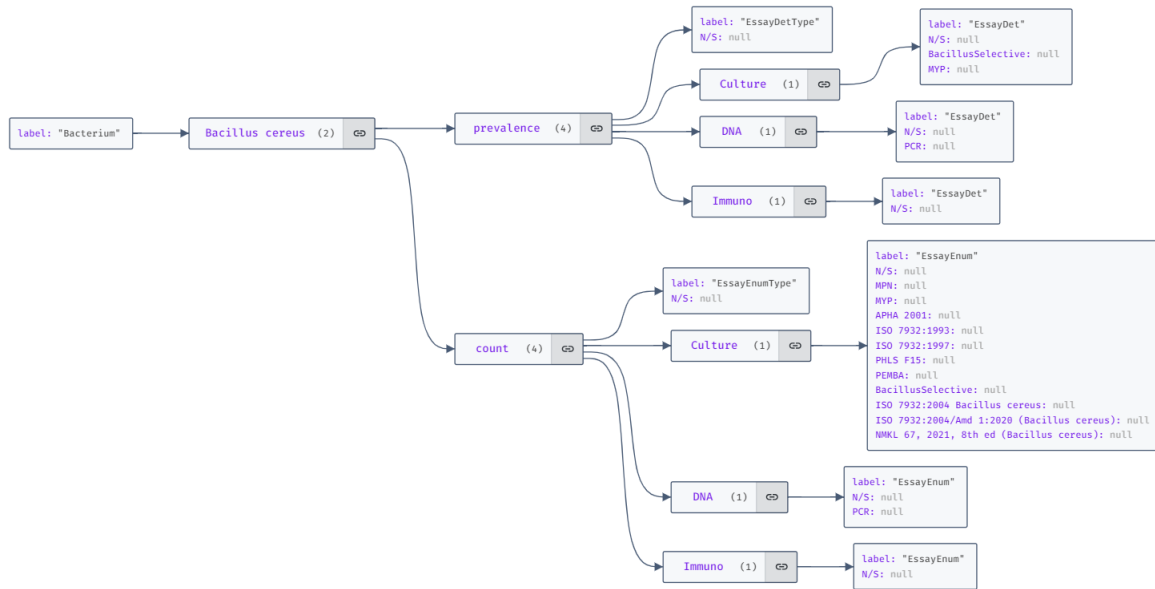 label: "Bacterium"
Bacillus cereus (2)
prevalence (4)
label: "EssayDetType"
N/S: null
Culture (1)
label: "EssayDet"
N/S: null
BacillusSelective: null
MYP: null
DNA (1)
label: "EssayDet"
N/S: null
PCR: null
Immuno (1)
label: "EssayDet"
N/S: null
count (4)
label: "EssayEnumType"
N/S: null
Culture (1)
label: "EssayEnum"
N/S: null
MPN: null
MYP: null
APHA 2001: null
ISO 7932:1993: null
ISO 7932:1997: null
PHLS F15: null
PEMBA: null
BacillusSelective: null
ISO 7932:2004 Bacillus cereus: null
ISO 7932:2004/Amd 1:2020 (Bacillus cereus): null
NMKL 67, 2021, 8th ed (Bacillus cereus): null
DNA (1)
label: "EssayEnum"
N/S: null
PCR: null
Immuno (1)
label: "EssayEnum"
N/S: null